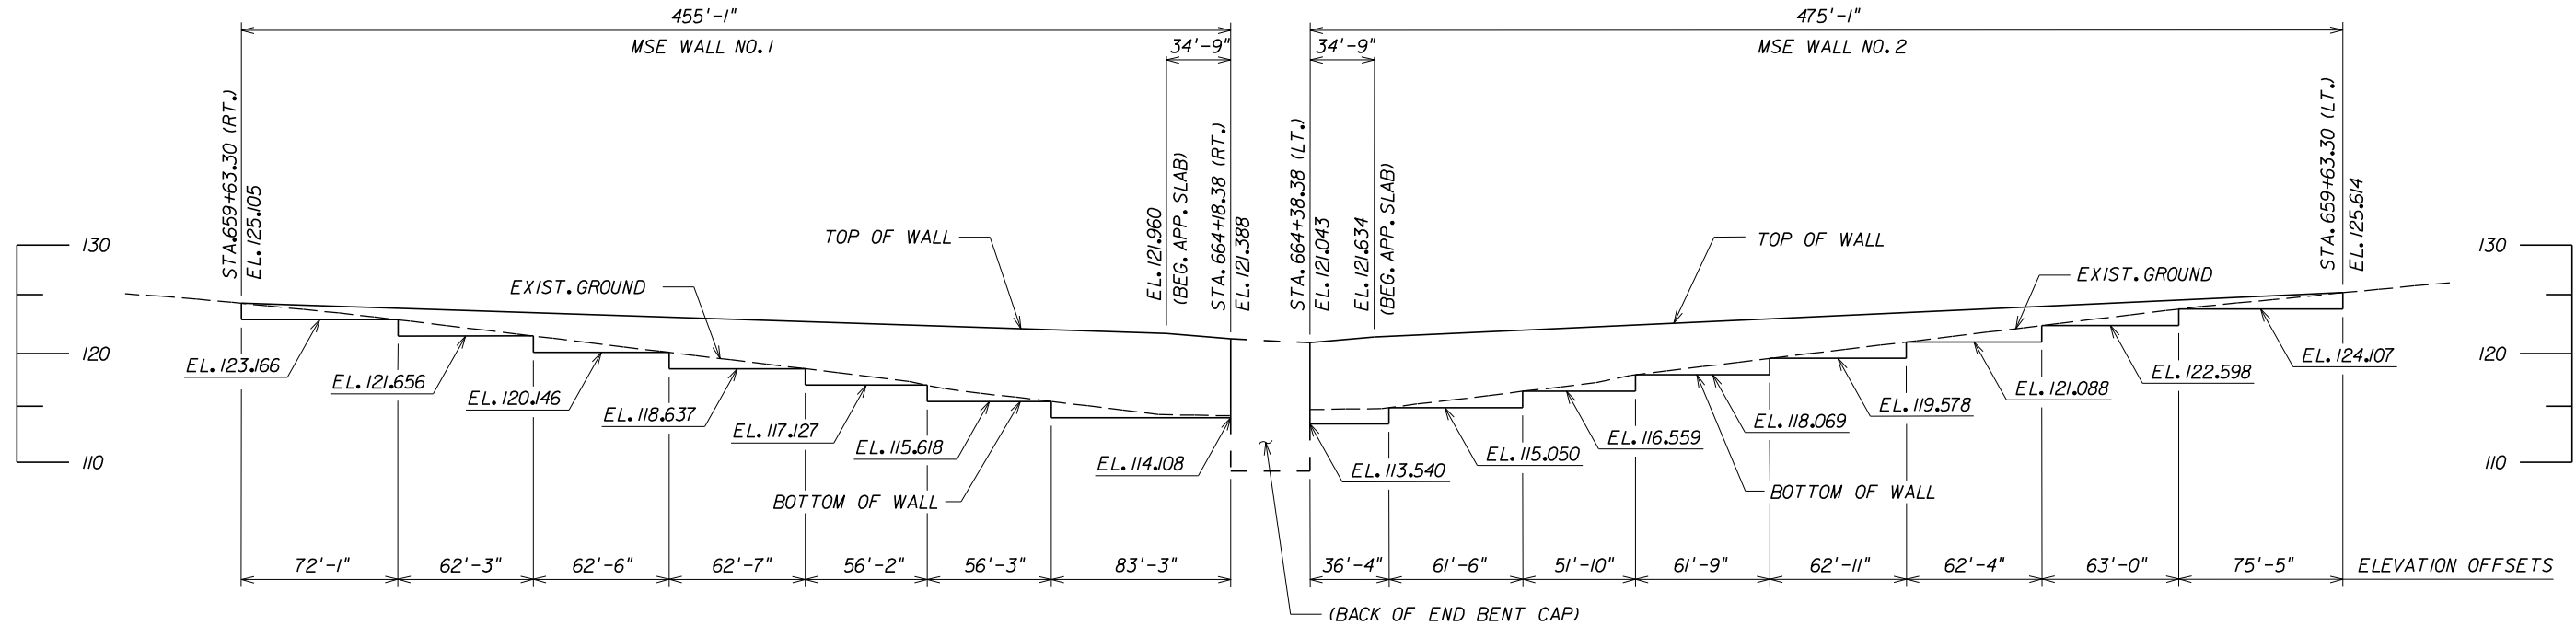 455'-1"
MSE WALL NO. 1
34'-9"
475'-1"
34'-9"
MSE WALL NO. 2
STA. 659+63.30 (RT.)
EL. 125.105
EL. 121.960
(BEG. APP. SLAB)
STA. 664+18.38 (RT.)
EL. 121.388
STA. 664+38.38 (LT.)
EL. 121.043
EL. 121.634
(BEG. APP. SLAB)
STA. 659+63.30 (LT.)
EL. 125.614
130
120
110
TOP OF WALL
EXIST. GROUND
TOP OF WALL
EXIST. GROUND
130
120
110
EL. 123.166
EL. 121.656
EL. 120.146
EL. 118.637
EL. 117.127
EL. 115.618
EL. 114.108
BOTTOM OF WALL
EL. 113.540
EL. 115.050
EL. 116.559
EL. 118.069
EL. 119.578
EL. 121.088
EL. 122.598
EL. 124.107
BOTTOM OF WALL
72'-1"
62'-3"
62'-6"
62'-7"
56'-2"
56'-3"
83'-3"
36'-4"
61'-6"
51'-10"
61'-9"
62'-11"
62'-4"
63'-0"
75'-5"
ELEVATION OFFSETS
(BACK OF END BENT CAP)